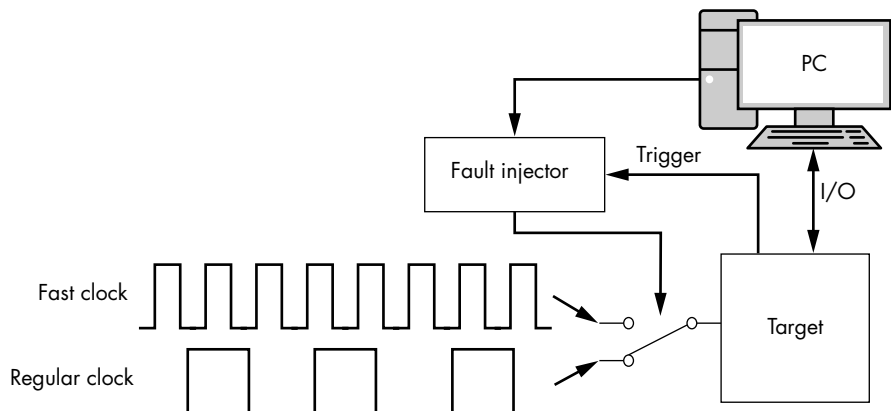 PC
Fault injector
Trigger
I/O
Fast clock
Target
Regular clock